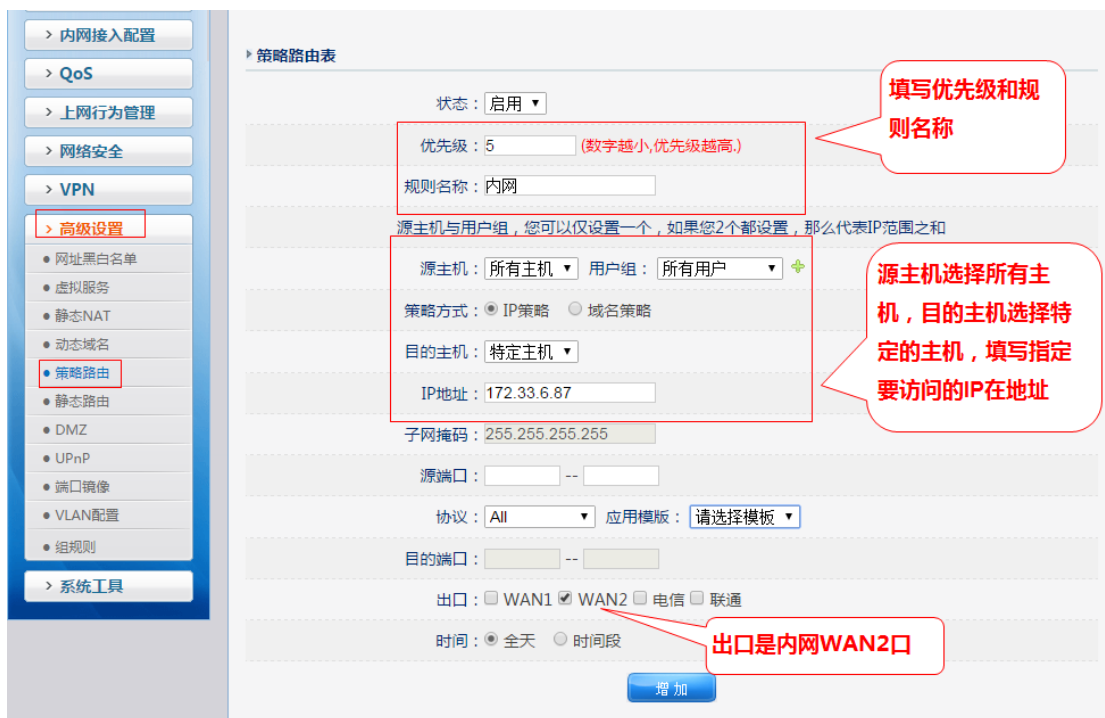 > 内网接入配置
> QoS
> 上网行为管理
> 网络安全
> VPN
> 高级设置
● 网址黑白名单
● 虚拟服务
● 静态NAT
● 动态域名
● 策略路由
● 静态路由
● DMZ
● UPnP
● 端口镜像
● VLAN配置
● 组规则
> 系统工具
策略路由表
状态：启用
优先级：5 (数字越小,优先级越高.)
规则名称：内网
源主机与用户组，您可以仅设置一个，如果您2个都设置，那么代表IP范围之和
源主机：所有主机 用户组：所有用户
策略方式：IP策略 域名策略
目的主机：特定主机
IP地址：172.33.6.87
子网掩码：255.255.255.255
源端口： --
协议：All 应用模版：请选择模板
目的端口： --
出口：WAN1 WAN2 电信 联通
时间：全天 时间段
增 加
填写优先级和规
则名称
源主机选择所有主
机，目的主机选择特
定的主机，填写指定
要访问的IP在地址
出口是内网WAN2口